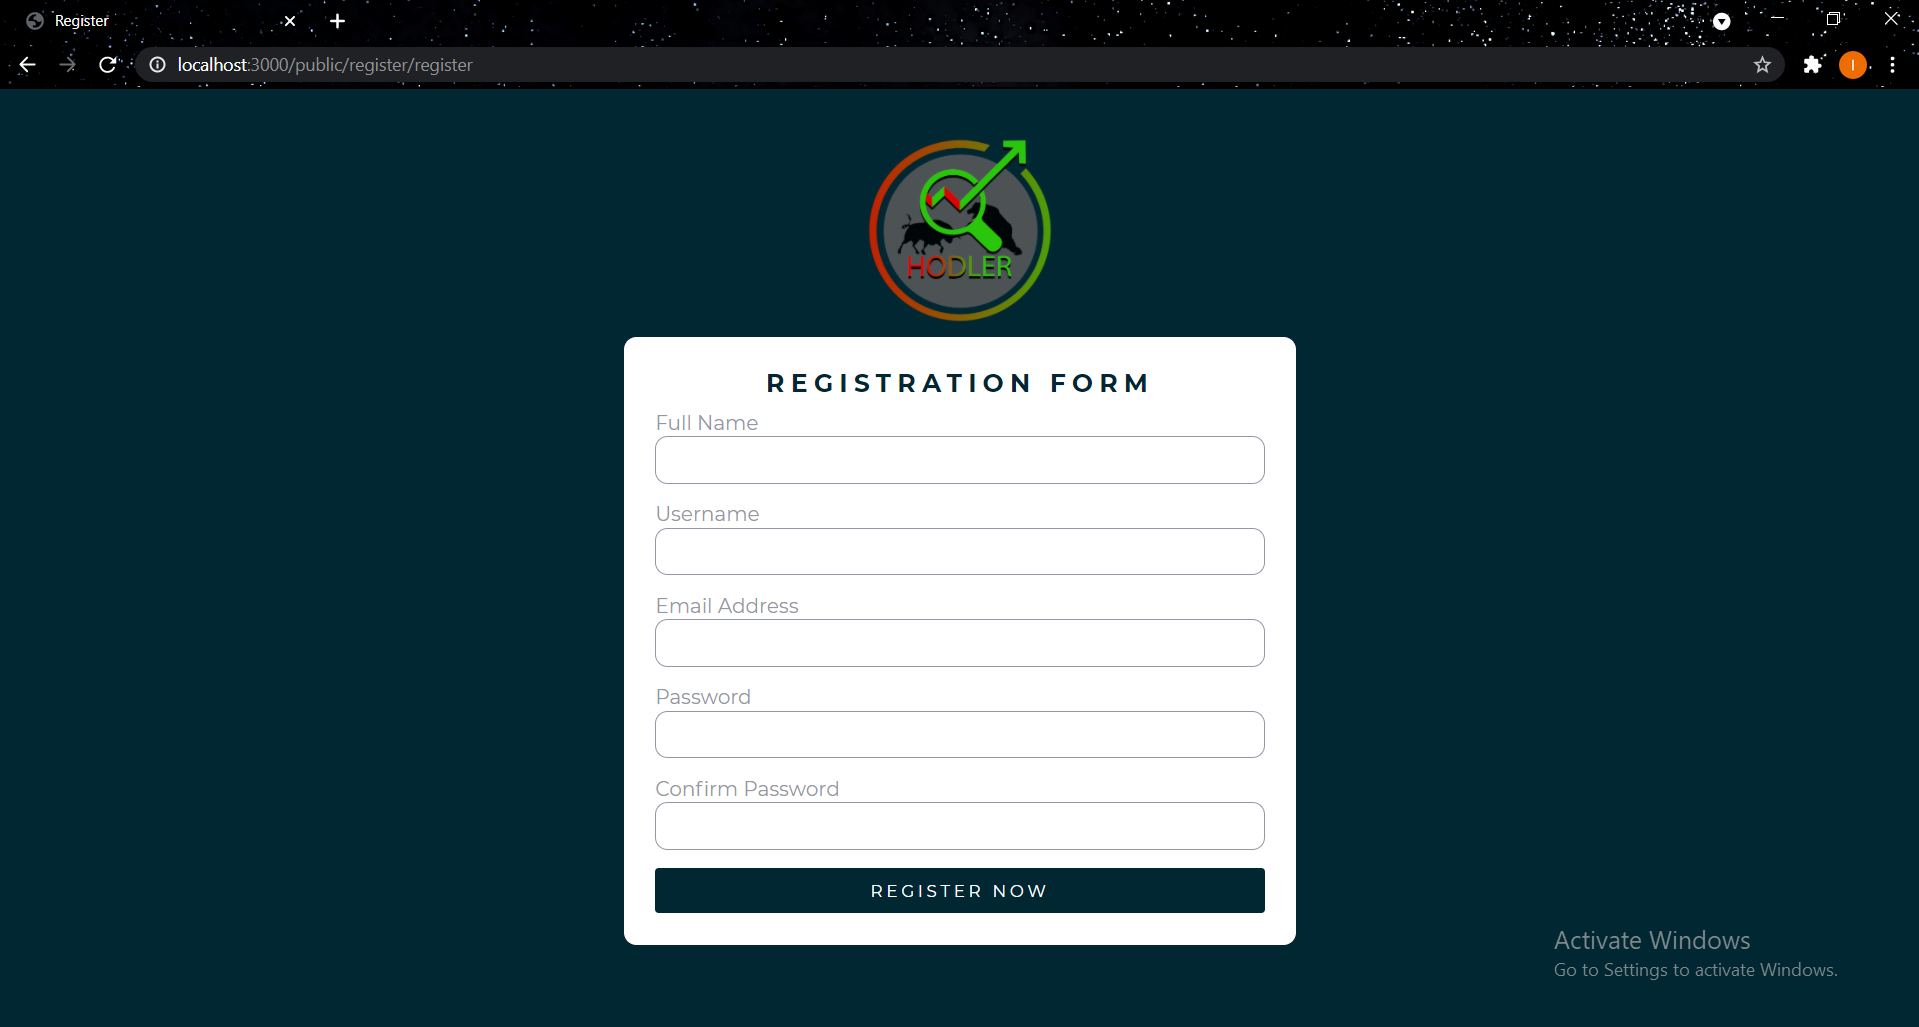 Register
localhost:3000/public/register/register
I
HODLER
REGISTRATION FORM
Full Name
Username
Email Address
Password
Confirm Password
REGISTER NOW
Activate Windows
Go to Settings to activate Windows.